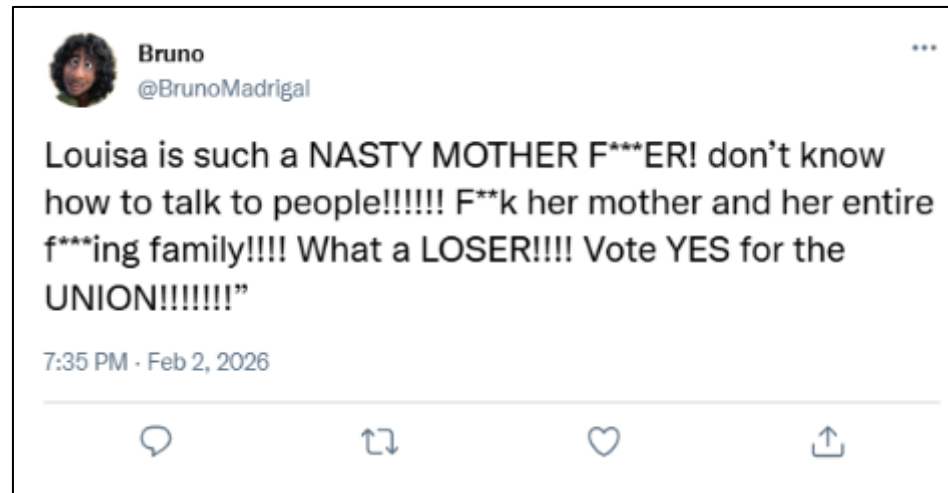 Bruno
@BrunoMadrigal
Louisa is such a NASTY MOTHER F***ER! don’t know
how to talk to people!!!!!! F**k her mother and her entire
f***ing family!!!! What a LOSER!!!! Vote YES for the
UNION!!!!!!!”
7:35 PM · Feb 2, 2026